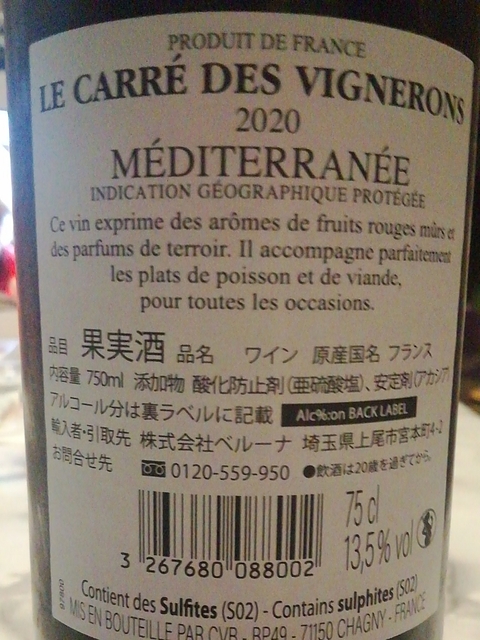 PRODUIT DE FRANCE
LE CARRÉ DES VIGNERONS
2020
MÉDITERRANÉE
INDICATION GÉOGRAPHIQUE PROTÉGÉE
Ce vin exprime des arômes de fruits rouges mûrs et
des parfums de terroir. Il accompagne parfaitement
les plats de poisson et de viande,
pour toutes les occasions.
品目 果実酒 品名 ワイン 原産国名 フランス
内容量 750ml 添加物 酸化防止剤(亜硫酸塩)、安定剤(アカシア)
アルコール分は裏ラベルに記載 Alc%:on BACK LABEL
輸入者・引取先 株式会社ベルーナ 埼玉県上尾市宮本町4-2
お問合せ先 0120-559-950 ●飲酒は20歳を過ぎてから。
75 cl
13,5% vol
3 267680 088002
07800
Contient des Sulfites (SO2) - Contains sulphites (SO2)
MIS EN BOUTEILLE PAR CVR - BP49 - 71150 CHAGNY - FRANCE